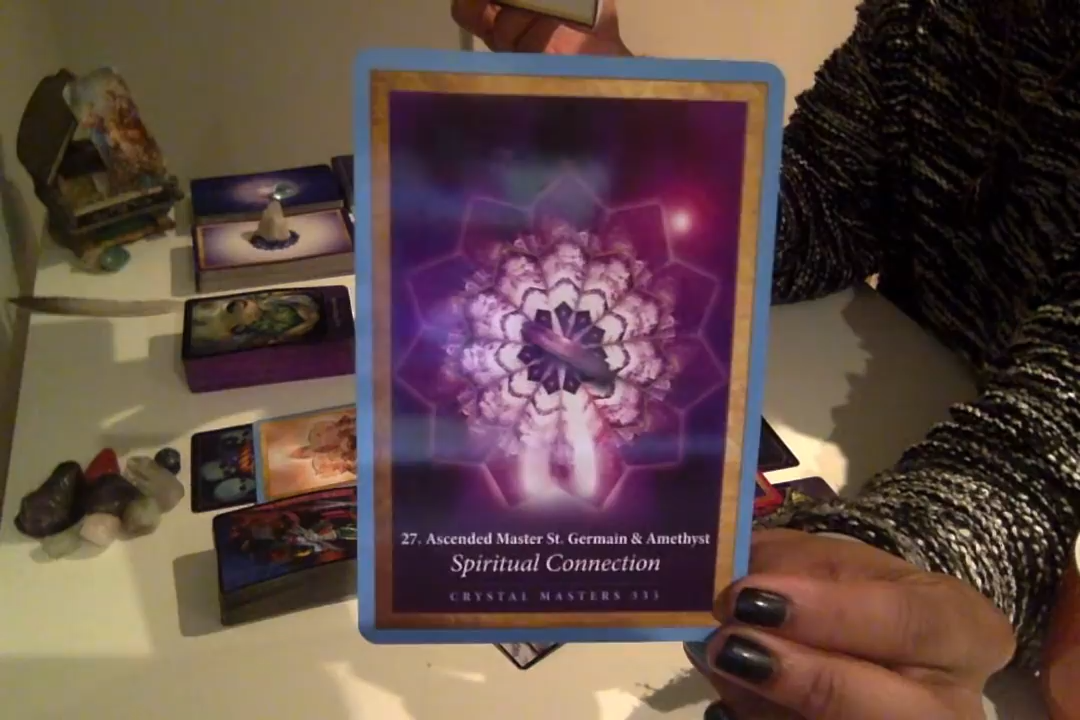 27. Ascended Master St. Germain & Amethyst
Spiritual Connection
CRYSTAL MASTERS 333